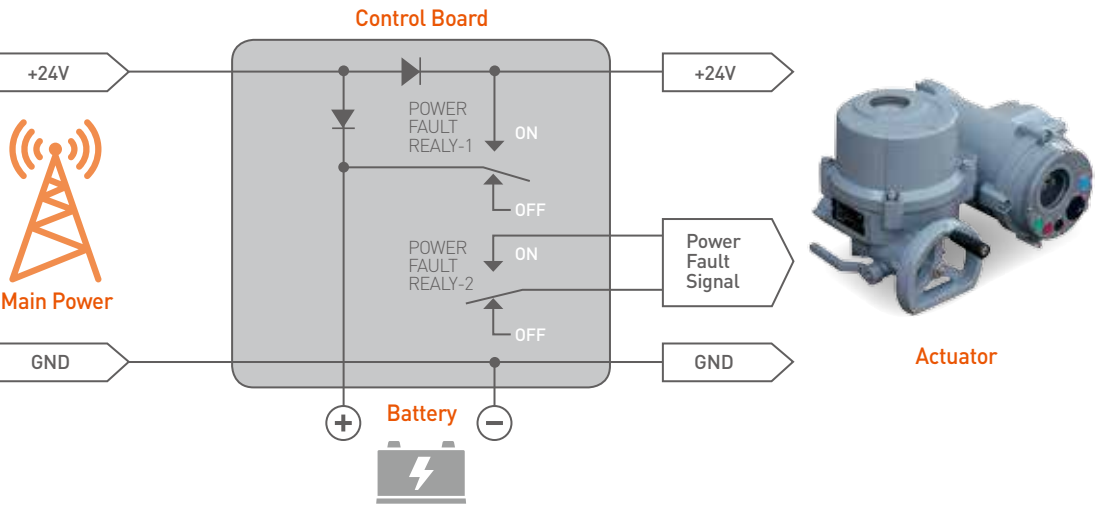 Control Board
+24V
+24V
POWER
FAULT
REALY-1
ON
OFF
POWER
FAULT
REALY-2
ON
OFF
Power
Fault
Signal
Main Power
GND
GND
Actuator
Battery
+
−